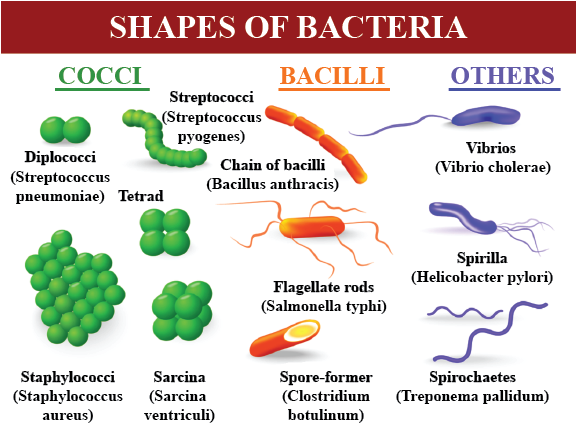 SHAPES OF BACTERIA
COCCI
Diplococci
(Streptococcus
pneumoniae)
Streptococci
(Streptococcus
pyogenes)
Tetrad
Staphylococci
(Staphylococcus
aureus)
Sarcina
(Sarcina
ventriculi)
BACILLI
Chain of bacilli
(Bacillus anthracis)
Flagellate rods
(Salmonella typhi)
Spore-former
(Clostridium
botulinum)
OTHERS
Vibrios
(Vibrio cholerae)
Spirilla
(Helicobacter pylori)
Spirochaetes
(Treponema pallidum)